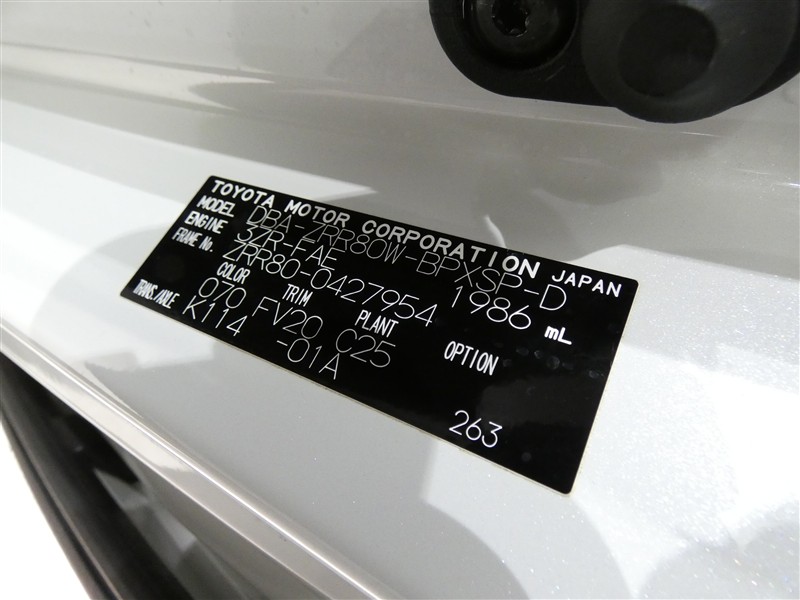 TOYOTA MOTOR CORPORATION JAPAN
MODEL DBA-ZRR80W-BPXSP-D
ENGINE 3ZR-FAE 1986 mL
FRAME No. ZRR80-0427954
COLOR TRIM PLANT OPTION
070 FV20 C25
TRANS./AXLE K114 -01A
263